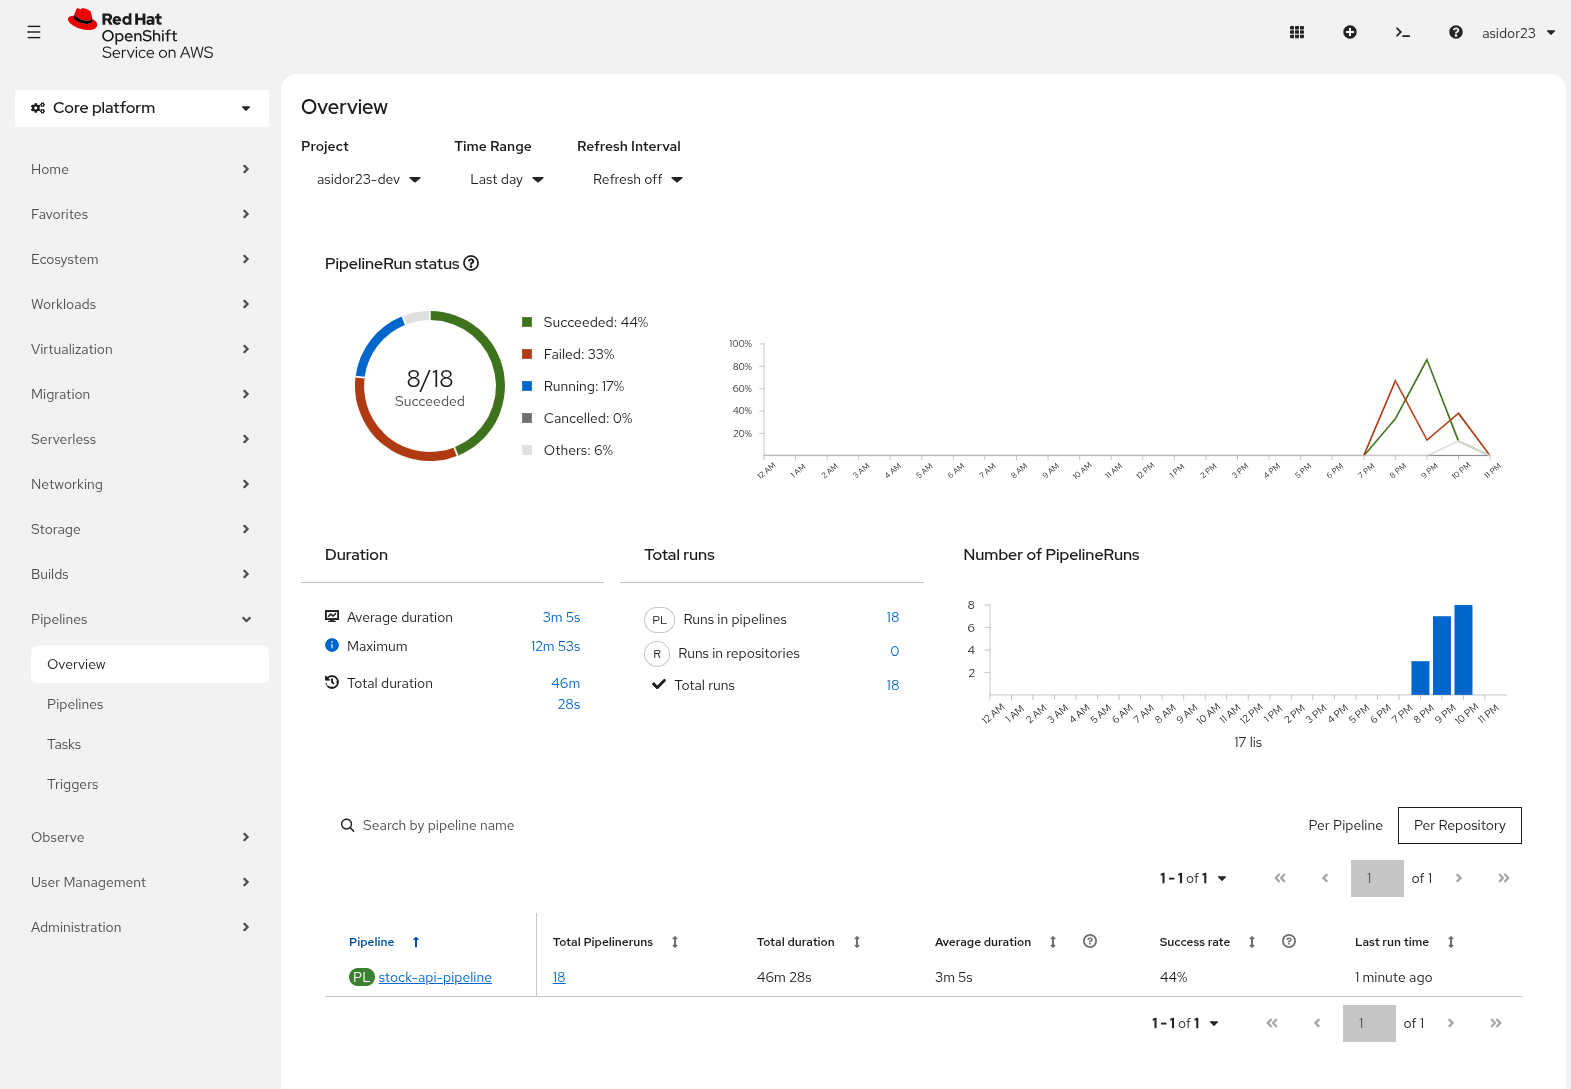 Red Hat
OpenShift
Service on AWS
asidor23
Core platform
Home
Favorites
Ecosystem
Workloads
Virtualization
Migration
Serverless
Networking
Storage
Builds
Pipelines
Overview
Pipelines
Tasks
Triggers
Observe
User Management
Administration
Overview
Project Time Range Refresh Interval
asidor23-dev Last day Refresh off
PipelineRun status
8/18
Succeeded
Succeeded: 44%
Failed: 33%
Running: 17%
Cancelled: 0%
Others: 6%
100%
80%
60%
40%
20%
12 AM 1 AM 2 AM 3 AM 4 AM 5 AM 6 AM 7 AM 8 AM 9 AM 10 AM 11 AM 12 PM 1 PM 2 PM 3 PM 4 PM 5 PM 6 PM 7 PM 8 PM 9 PM 10 PM 11 PM
Duration
Average duration 3m 5s
Maximum 12m 53s
Total duration 46m
28s
Total runs
PL Runs in pipelines 18
R Runs in repositories 0
Total runs 18
Number of PipelineRuns
8
6
4
2
12 AM 1 AM 2 AM 3 AM 4 AM 5 AM 6 AM 7 AM 8 AM 9 AM 10 AM 11 AM 12 PM 1 PM 2 PM 3 PM 4 PM 5 PM 6 PM 7 PM 8 PM 9 PM 10 PM 11 PM
17 lis
Search by pipeline name
Per Pipeline Per Repository
1 - 1 of 1 1 of 1
Pipeline Total Pipelineruns Total duration Average duration Success rate Last run time
PL stock-api-pipeline 18 46m 28s 3m 5s 44% 1 minute ago
1 - 1 of 1 1 of 1